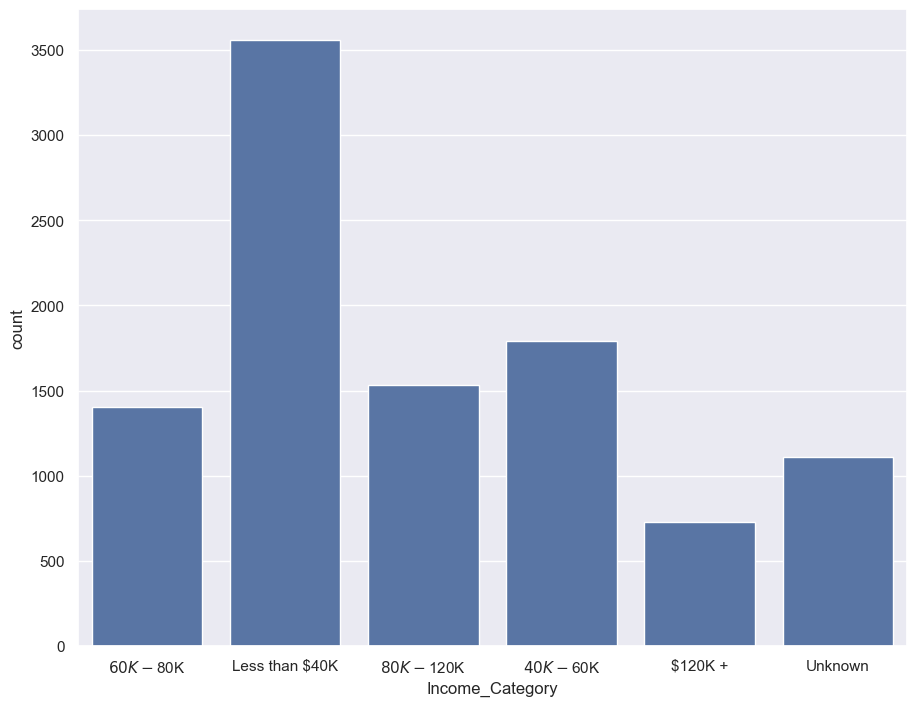 3500
3000
2500
2000
1500
1000
500
0
count
60K − 80K
Less than $40K
80K − 120K
40K − 60K
$120K +
Unknown
Income_Category